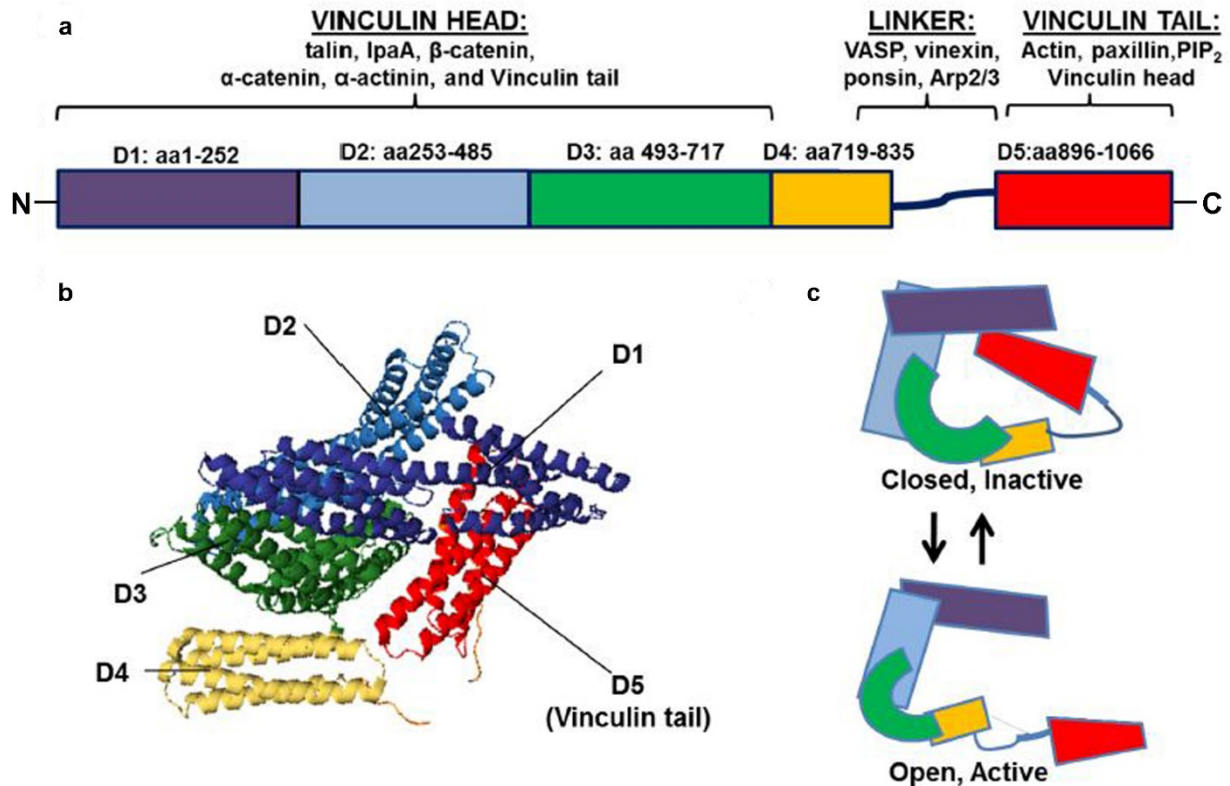 a
VINCULIN HEAD:
talin, IpaA, β-catenin,
α-catenin, α-actinin, and Vinculin tail
LINKER:
VASP, vinexin,
ponsin, Arp2/3
VINCULIN TAIL:
Actin, paxillin,PIP2
Vinculin head
D1: aa1-252
D2: aa253-485
D3: aa 493-717
D4: aa719-835
D5:aa896-1066
N
C
b
D2
D1
D3
D4
D5
(Vinculin tail)
c
Closed, Inactive
Open, Active